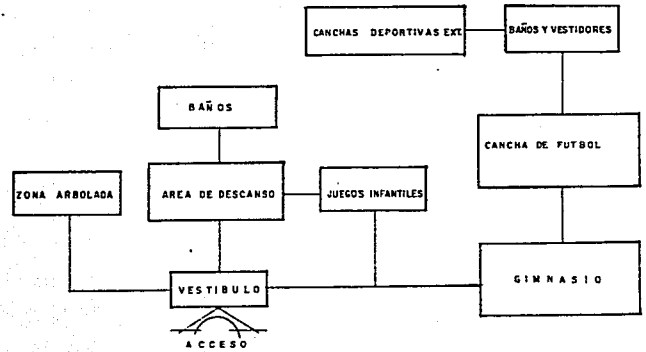 CANCHAS DEPORTIVAS EXT.
BAÑOS Y VESTIDORES
BAÑOS
CANCHA DE FUTBOL
ZONA ARBOLADA
AREA DE DESCANSO
JUEGOS INFANTILES
VESTIBULO
GIMNASIO
ACCESO